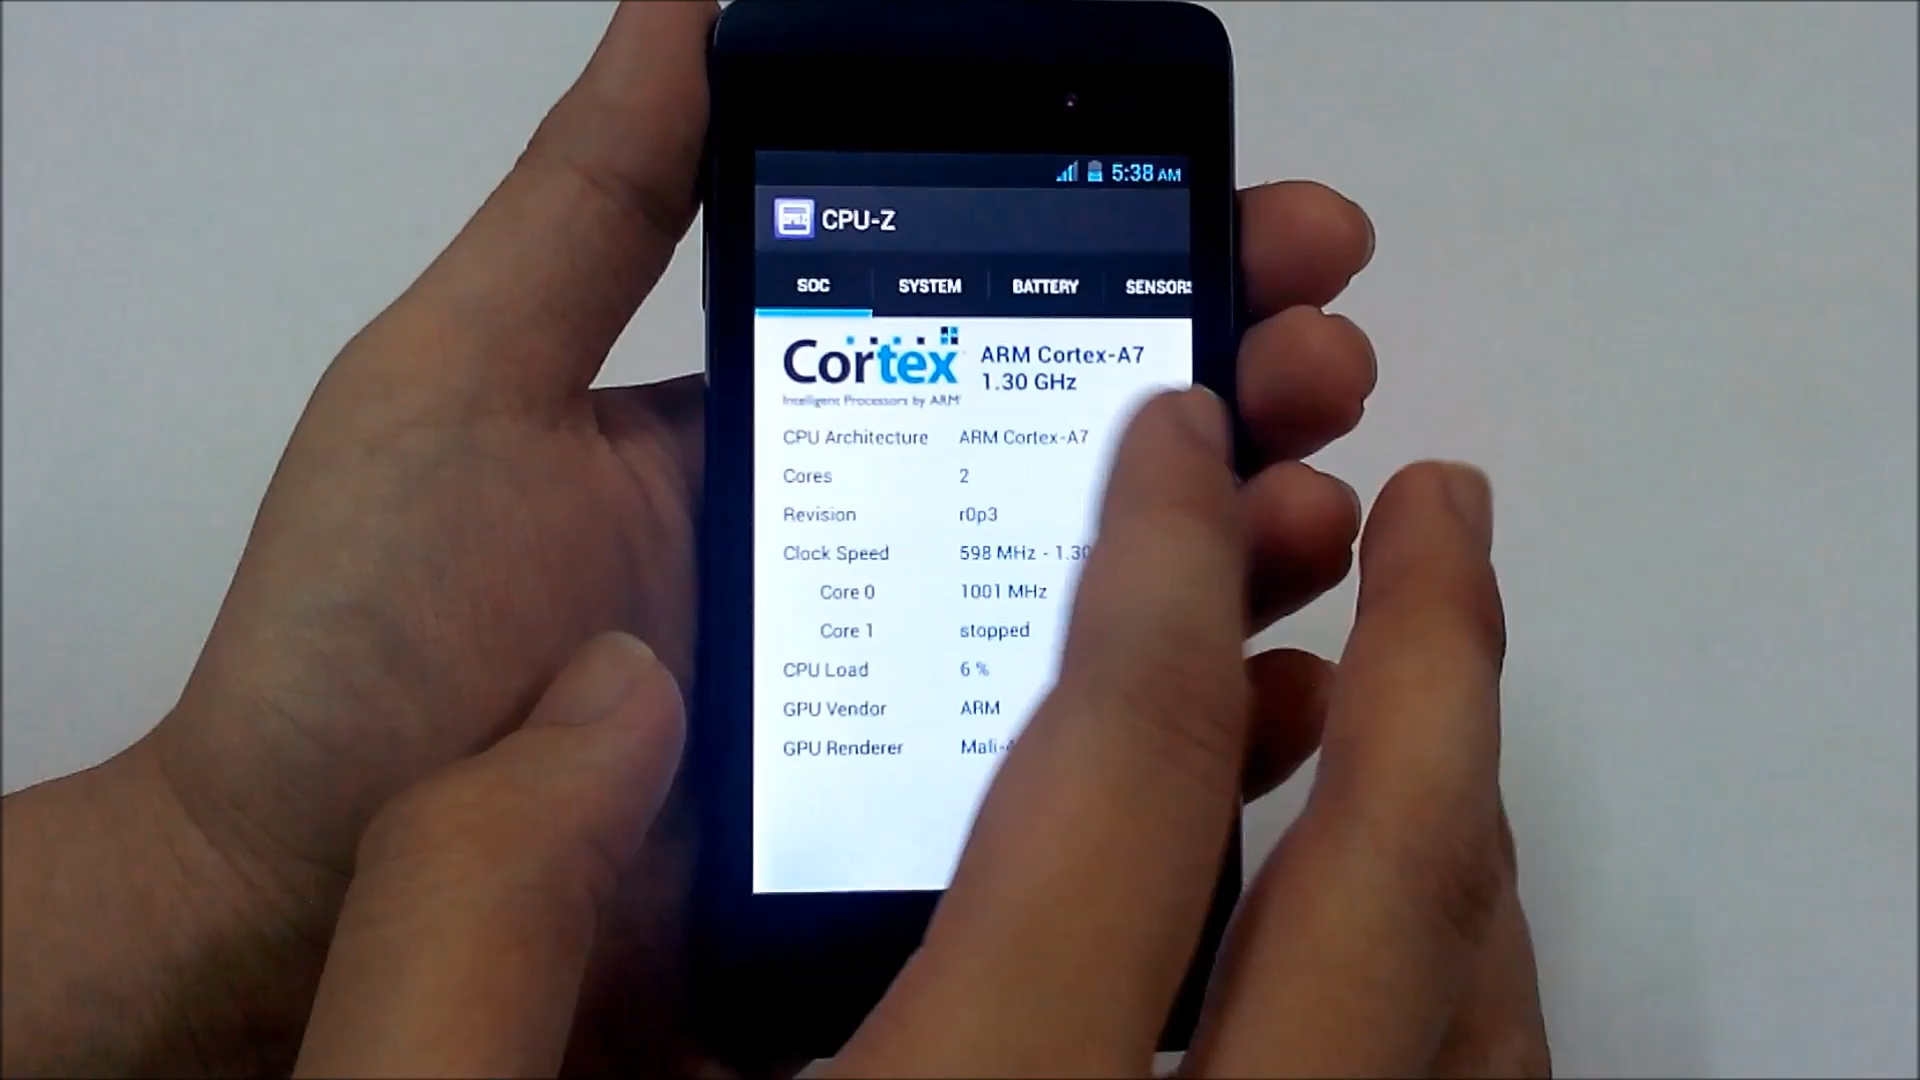 5:38 AM
CPU-Z
SOC SYSTEM BATTERY SENSORS
Cortex
Intelligent Processors by ARM
ARM Cortex-A7
1.30 GHz
CPU Architecture ARM Cortex-A7
Cores 2
Revision r0p3
Clock Speed 598 MHz - 1.30
Core 0 1001 MHz
Core 1 stopped
CPU Load 6 %
GPU Vendor ARM
GPU Renderer Mali-4